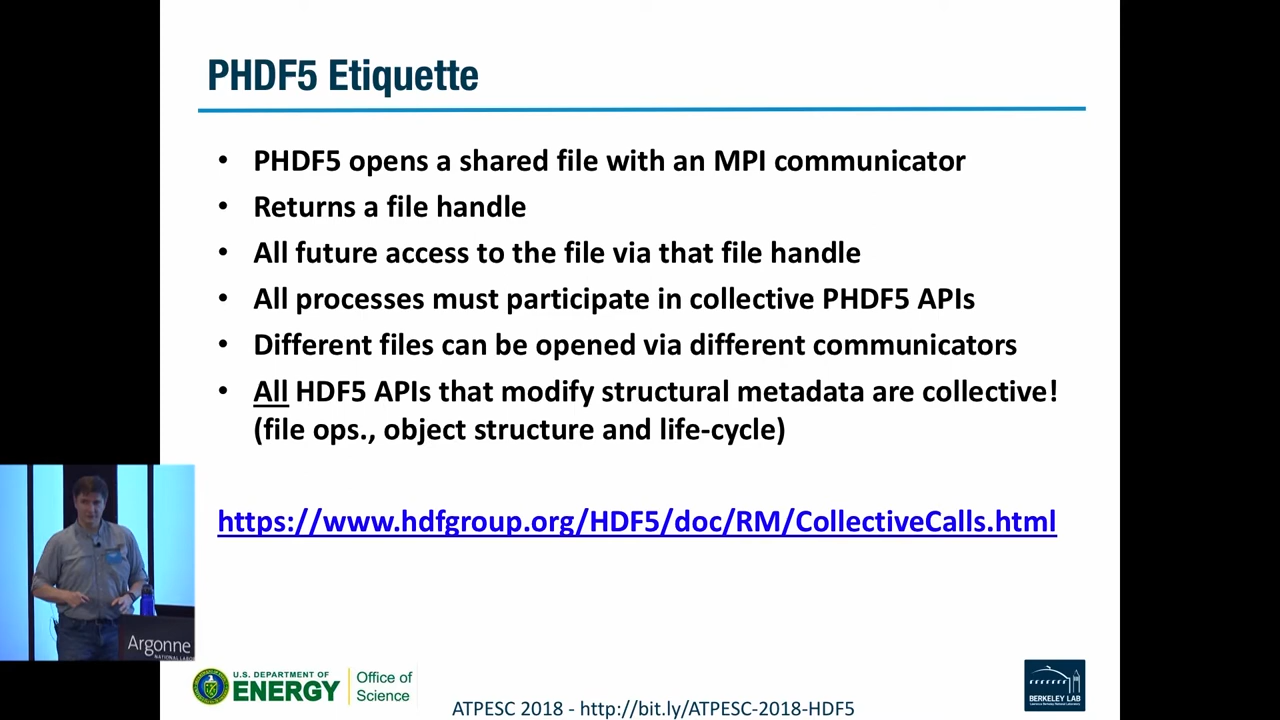 PHDF5 Etiquette
• PHDF5 opens a shared file with an MPI communicator
• Returns a file handle
• All future access to the file via that file handle
• All processes must participate in collective PHDF5 APIs
• Different files can be opened via different communicators
• All HDF5 APIs that modify structural metadata are collective!
(file ops., object structure and life-cycle)
https://www.hdfgroup.org/HDF5/doc/RM/CollectiveCalls.html
Argonne
U.S. DEPARTMENT OF
ENERGY
Office of
Science
ATPESC 2018 - http://bit.ly/ATPESC-2018-HDF5
BERKELEY LAB